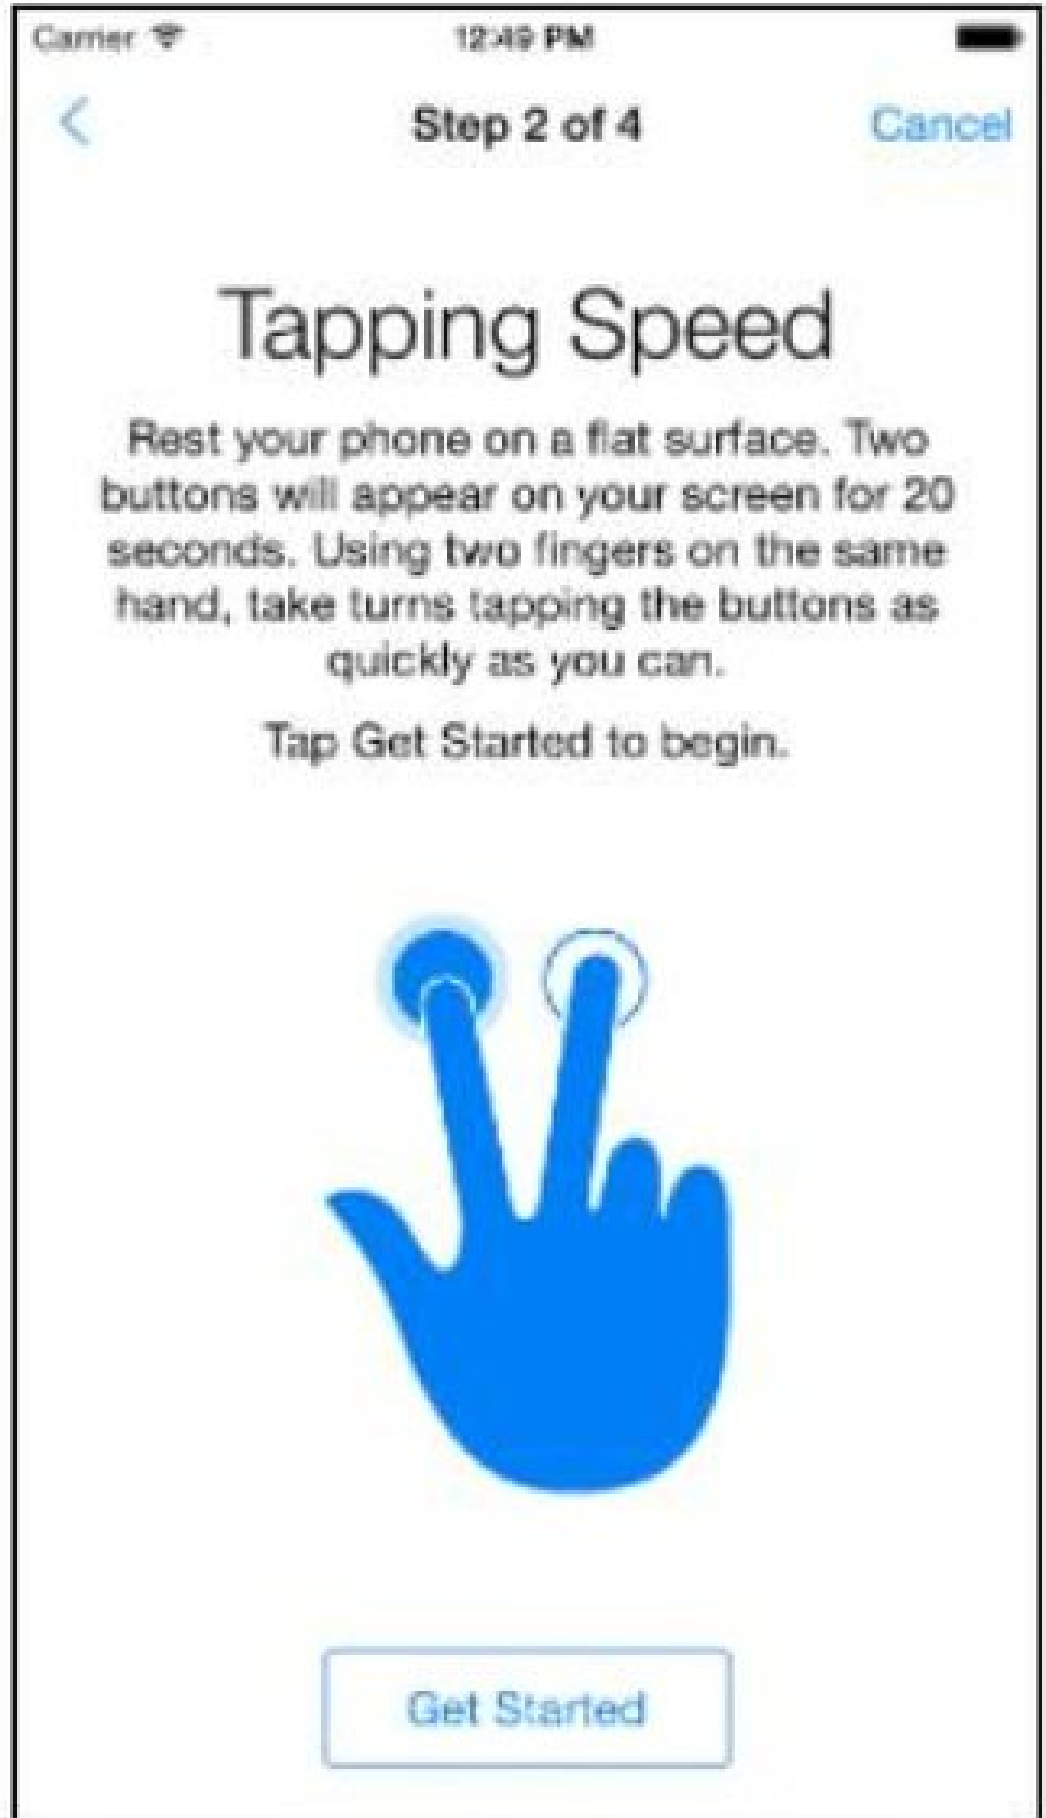 Carrier
12:49 PM
Step 2 of 4
Cancel
Tapping Speed
Rest your phone on a flat surface. Two
buttons will appear on your screen for 20
seconds. Using two fingers on the same
hand, take turns tapping the buttons as
quickly as you can.
Tap Get Started to begin.
Get Started